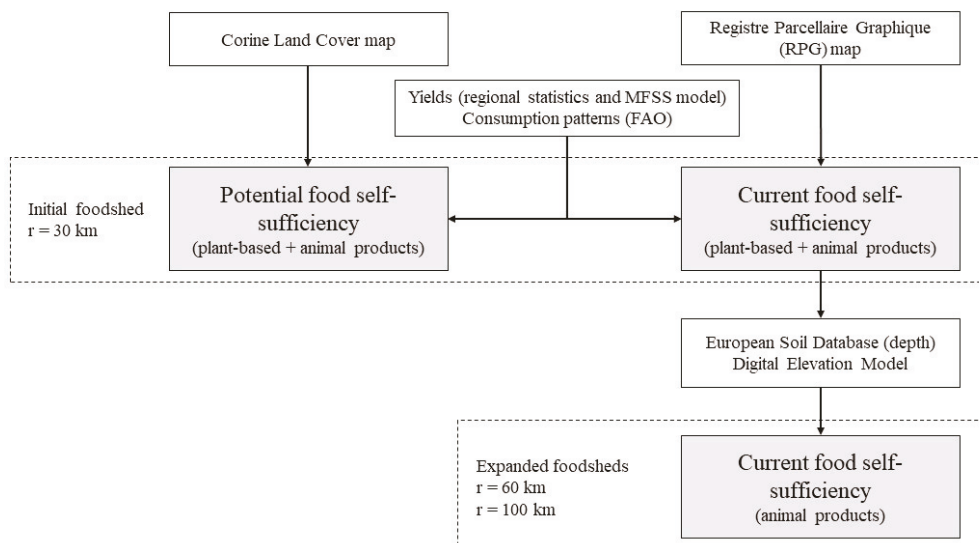 Corine Land Cover map
Registre Parcellaire Graphique
(RPG) map
Yields (regional statistics and MFSS model)
Consumption patterns (FAO)
Initial foodshed
r = 30 km
Potential food self-
sufficiency
(plant-based + animal products)
Current food self-
sufficiency
(plant-based + animal products)
European Soil Database (depth)
Digital Elevation Model
Expanded foodsheds
r = 60 km
r = 100 km
Current food self-
sufficiency
(animal products)